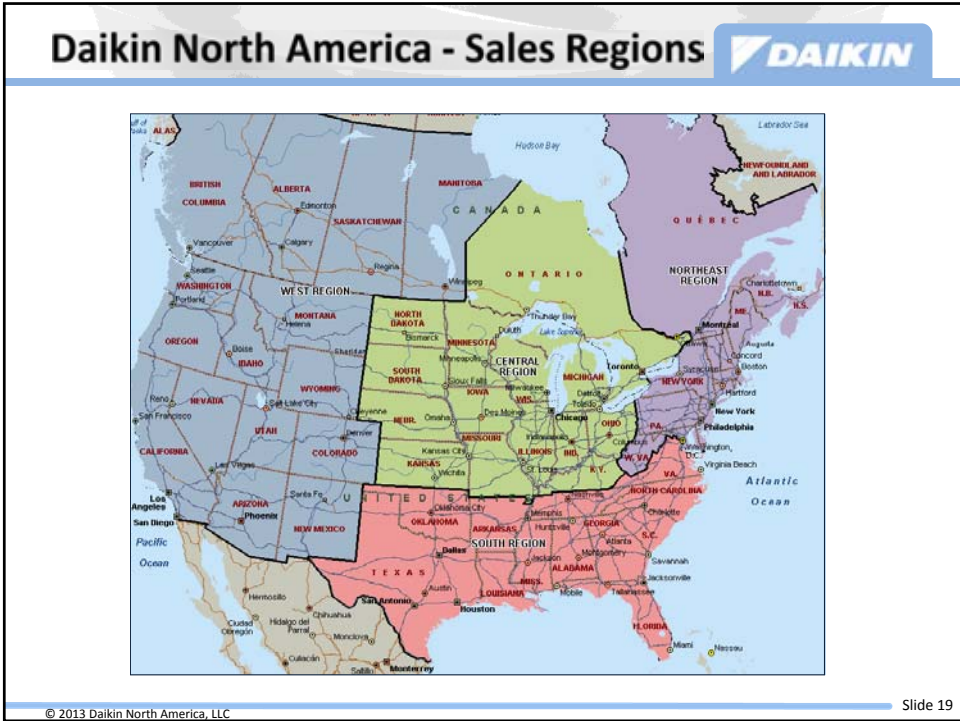 Daikin North America - Sales Regions
DAIKIN
Labrador Sea
ALAS.
Hudson Bay
NEWFOUNDLAND
AND LABRADOR
BRITISH
COLUMBIA
ALBERTA
MANITOBA
Edmonton
SASKATCHEWAN
CANADA
QUÉBEC
Vancouver
Calgary
Regina
Winnipeg
ONTARIO
NORTHEAST
REGION
Seattle
WASHINGTON
WEST REGION
Charlottetown
N.B.
N.S.
Portland
MONTANA
Helena
NORTH
DAKOTA
Bismarck
Thunder Bay
Lake Superior
Duluth
ME.
Montréal
Augusta
OREGON
Boise
IDAHO
MINNESOTA
Minneapolis
CENTRAL
REGION
Ottawa
Concord
Boston
WYOMING
SOUTH
DAKOTA
Sioux Falls
WIS.
Milwaukee
MICHIGAN
Toronto
NEW YORK
Hartford
Reno
NEVADA
Salt Lake City
Cheyenne
IOWA
Des Moines
Detroit
Toledo
Chicago
New York
San Francisco
UTAH
Denver
NEBR.
Omaha
OHIO
PA.
Philadelphia
CALIFORNIA
COLORADO
MISSOURI
Kansas City
ILLINOIS
IND.
Indianapolis
Columbus
W. VA.
Washington,
D.C.
Las Vegas
KANSAS
Wichita
St. Louis
KY.
VA.
Virginia Beach
Los
Angeles
Santa Fe
UNITED STATES
Nashville
NORTH CAROLINA
Atlantic
Ocean
San Diego
ARIZONA
Phoenix
NEW MEXICO
Oklahoma City
OKLAHOMA
ARKANSAS
Memphis
Huntsville
GEORGIA
Charlotte
S.C.
Atlanta
Pacific
Ocean
Dallas
SOUTH REGION
Jackson
Montgomery
ALABAMA
Savannah
TEXAS
MISS.
Jacksonville
Austin
LOUISIANA
Mobile
Tallahassee
Hermosillo
San Antonio
Houston
Chihuahua
Ciudad
Obregón
Hidalgo del
Parral
Monclova
FLORIDA
Miami
Nassau
Culiacán
Saltillo
Monterrey
© 2013 Daikin North America, LLC
Slide 19